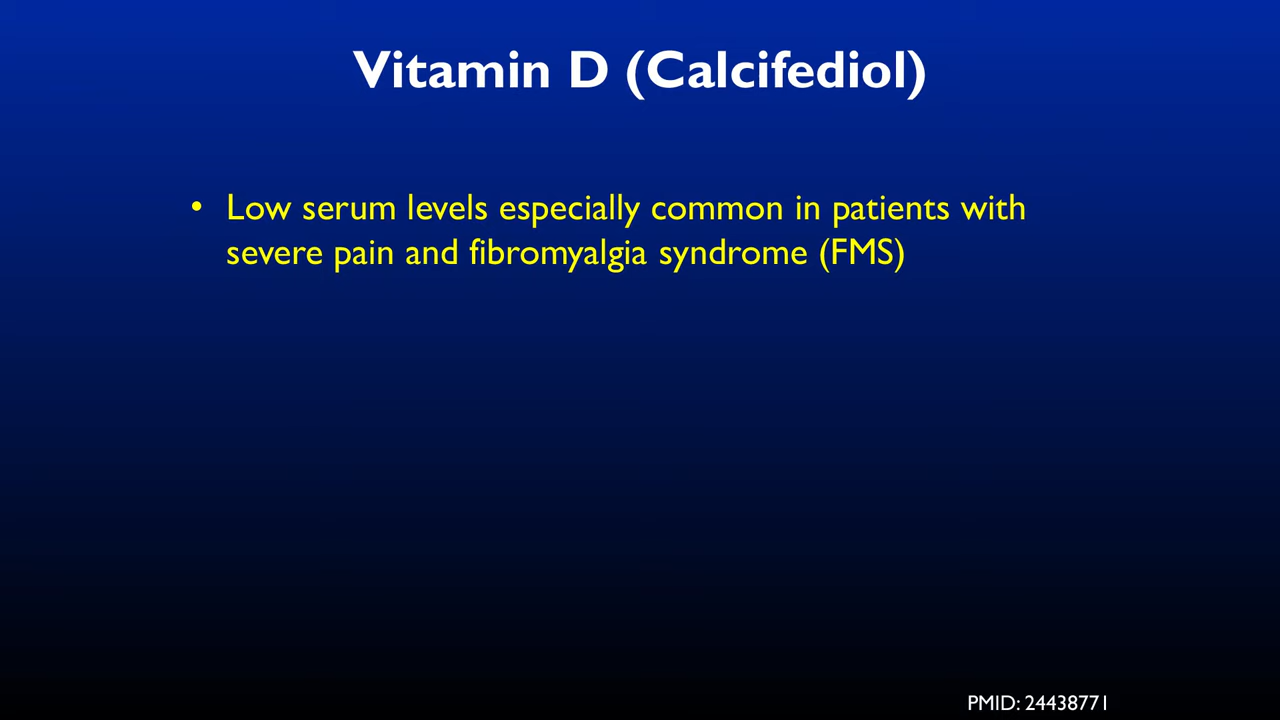 Vitamin D (Calcifediol)
• Low serum levels especially common in patients with
severe pain and fibromyalgia syndrome (FMS)
PMID: 24438771